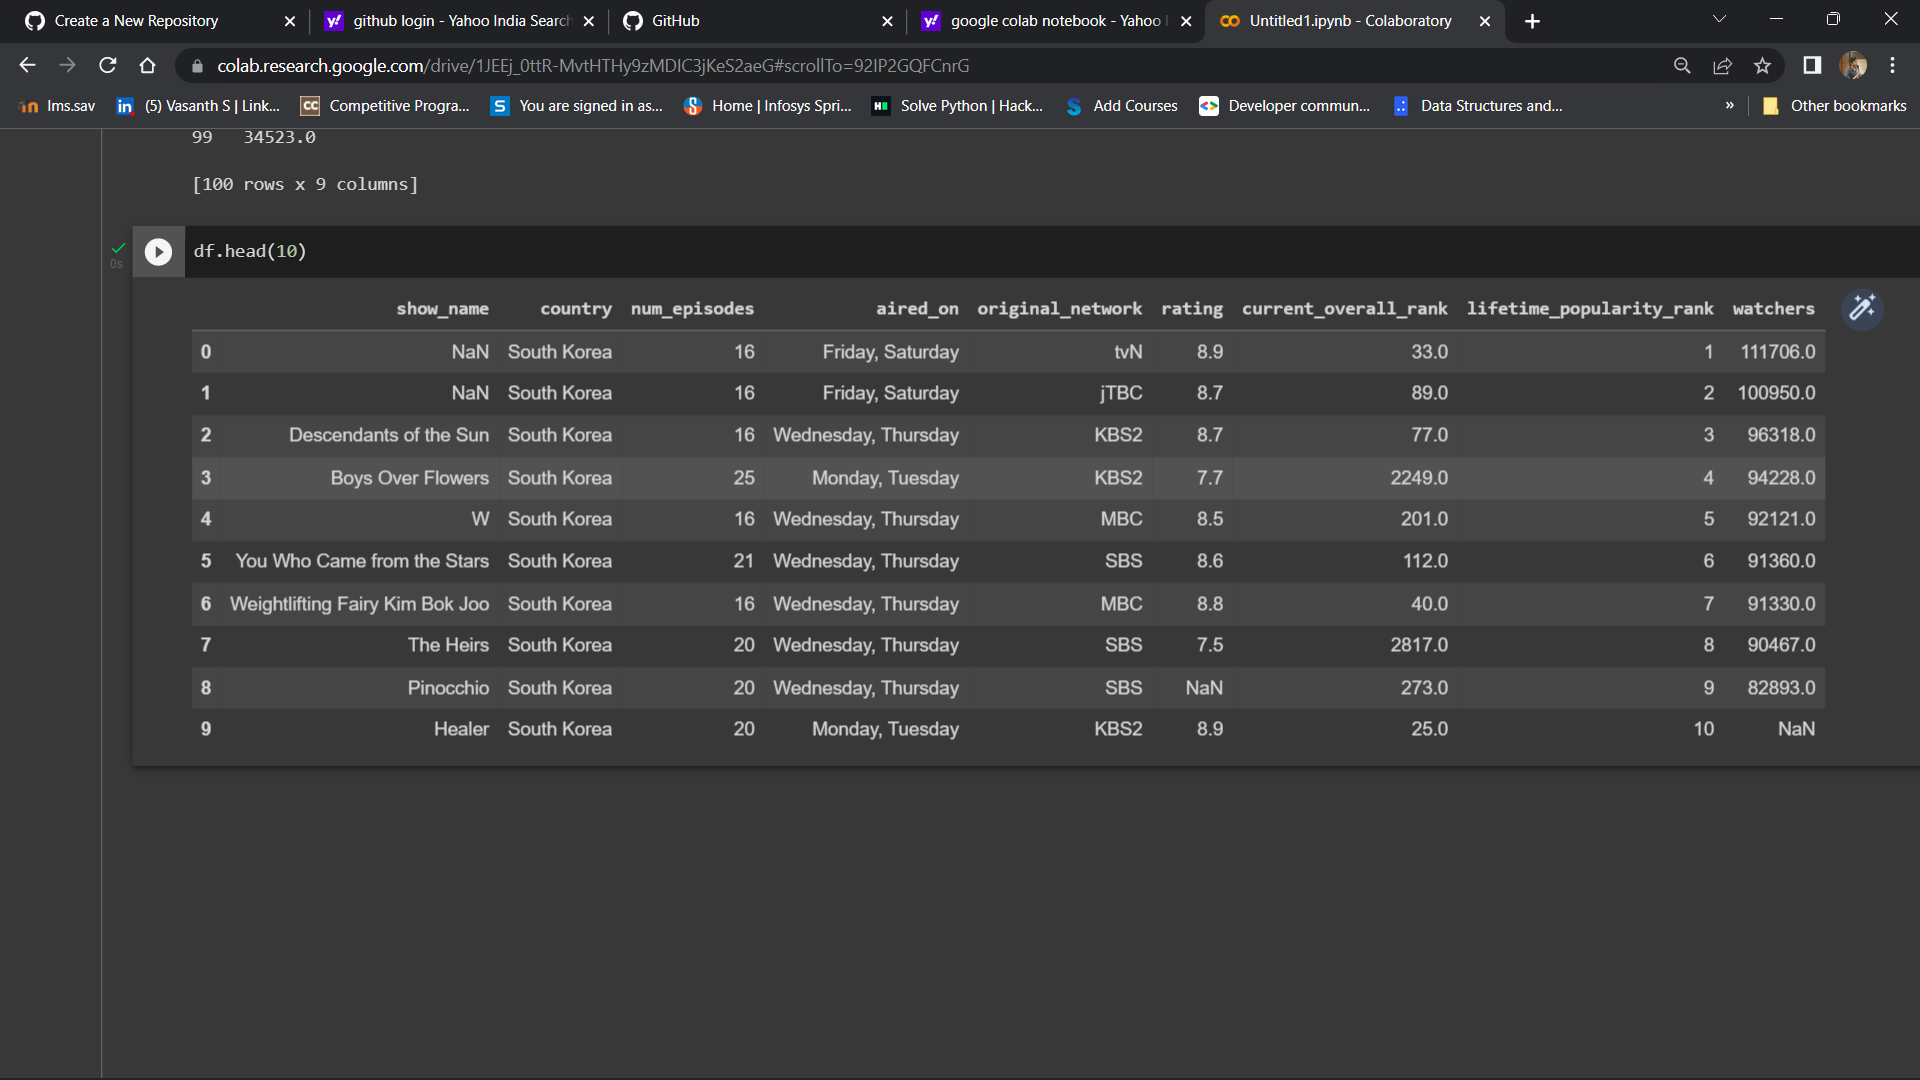 Create a New Repository
github login - Yahoo India Search
GitHub
google colab notebook - Yahoo
Untitled1.ipynb - Colaboratory
colab.research.google.com/drive/1JEEj_0ttR-MvtHTHy9zMDIC3jKeS2aeG#scrollTo=92IP2GQFCnrG
lms.sav
(5) Vasanth S | Link...
Competitive Progra...
You are signed in as...
Home | Infosys Spri...
Solve Python | Hack...
Add Courses
Developer commun...
Data Structures and...
»
Other bookmarks
99 34523.0
[100 rows x 9 columns]
0s
df.head(10)
show_name country num_episodes aired_on original_network rating current_overall_rank lifetime_popularity_rank watchers
0 NaN South Korea 16 Friday, Saturday tvN 8.9 33.0 1 111706.0
1 NaN South Korea 16 Friday, Saturday jTBC 8.7 89.0 2 100950.0
2 Descendants of the Sun South Korea 16 Wednesday, Thursday KBS2 8.7 77.0 3 96318.0
3 Boys Over Flowers South Korea 25 Monday, Tuesday KBS2 7.7 2249.0 4 94228.0
4 W South Korea 16 Wednesday, Thursday MBC 8.5 201.0 5 92121.0
5 You Who Came from the Stars South Korea 21 Wednesday, Thursday SBS 8.6 112.0 6 91360.0
6 Weightlifting Fairy Kim Bok Joo South Korea 16 Wednesday, Thursday MBC 8.8 40.0 7 91330.0
7 The Heirs South Korea 20 Wednesday, Thursday SBS 7.5 2817.0 8 90467.0
8 Pinocchio South Korea 20 Wednesday, Thursday SBS NaN 273.0 9 82893.0
9 Healer South Korea 20 Monday, Tuesday KBS2 8.9 25.0 10 NaN